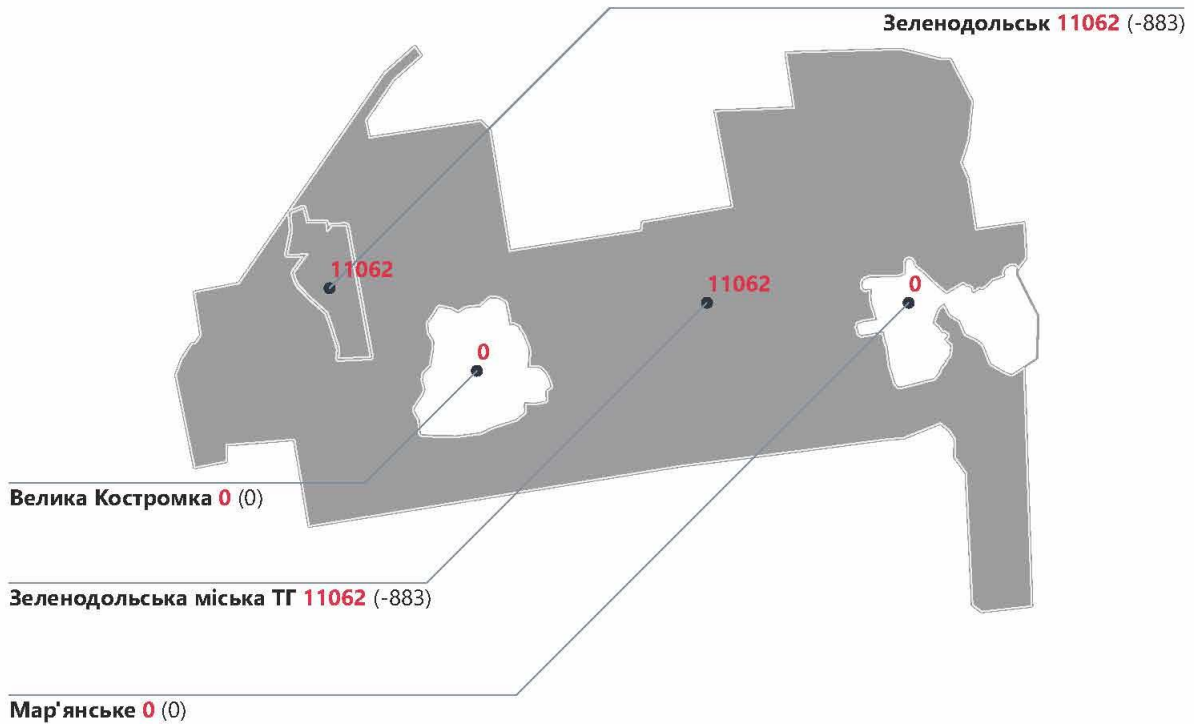 Зеленодольськ 11062 (-883)
11062
11062
0
0
Велика Костромка 0 (0)
Зеленодольська міська ТГ 11062 (-883)
Мар'янське 0 (0)